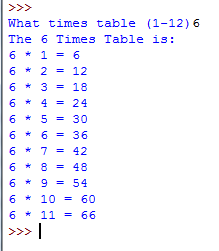 >>>
What times table (1-12)6
The 6 Times Table is:
6 * 1 = 6
6 * 2 = 12
6 * 3 = 18
6 * 4 = 24
6 * 5 = 30
6 * 6 = 36
6 * 7 = 42
6 * 8 = 48
6 * 9 = 54
6 * 10 = 60
6 * 11 = 66
>>>